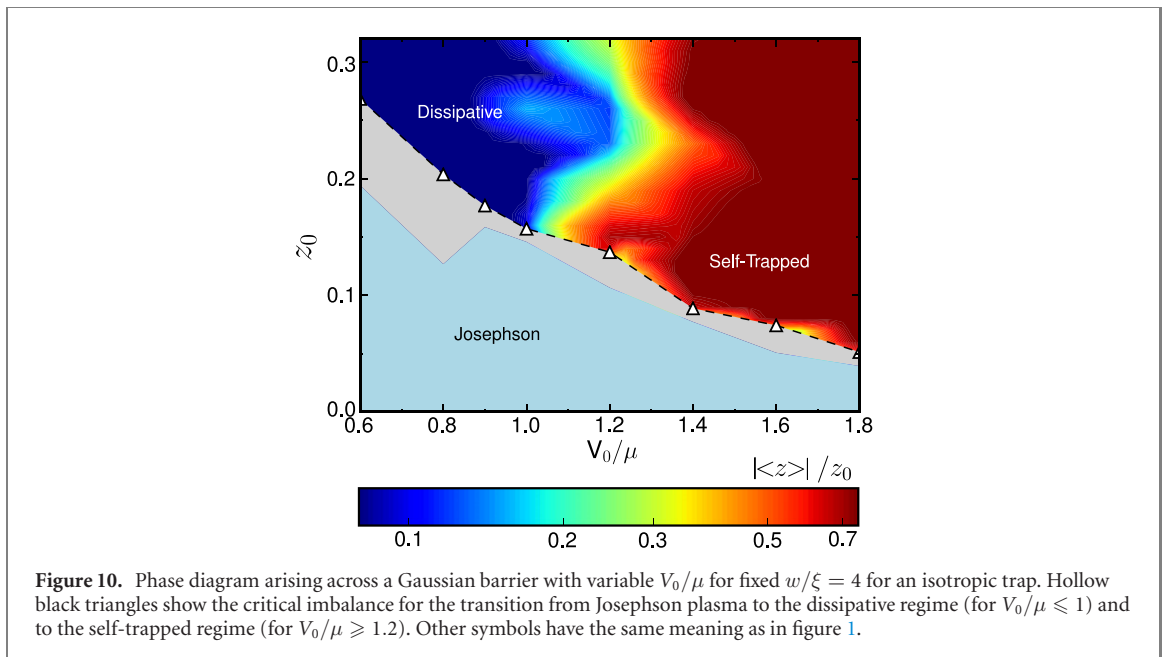 0.3
0.2
0.1
0.0
z₀
Dissipative
Self-Trapped
Josephson
0.6 0.8 1.0 1.2 1.4 1.6 1.8
V₀/μ
|<z>| /z₀
0.1 0.2 0.3 0.5 0.7
Figure 10. Phase diagram arising across a Gaussian barrier with variable V₀/μ for fixed w/ξ = 4 for an isotropic trap. Hollow
black triangles show the critical imbalance for the transition from Josephson plasma to the dissipative regime (for V₀/μ ⩽ 1) and
to the self-trapped regime (for V₀/μ ⩾ 1.2). Other symbols have the same meaning as in figure 1.